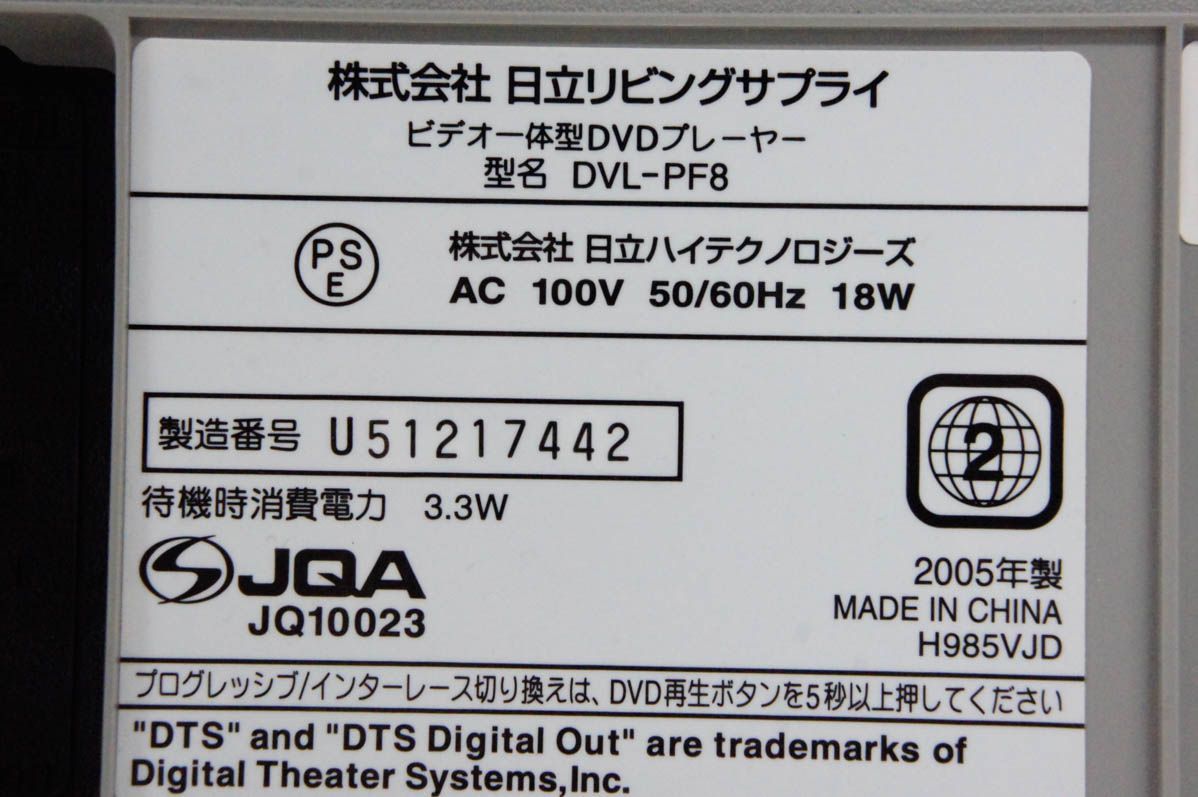 株式会社 日立リビングサプライ
ビデオ一体型DVDプレーヤー
型名 DVL-PF8
PS
E
株式会社 日立ハイテクノロジーズ
AC 100V 50/60Hz 18W
製造番号 U51217442
2
待機時消費電力 3.3W
JQA
JQ10023
2005年製
MADE IN CHINA
H985VJD
プログレッシブ/インターレース切り換えは、DVD再生ボタンを5秒以上押してください
"DTS" and "DTS Digital Out" are trademarks of
Digital Theater Systems,Inc.